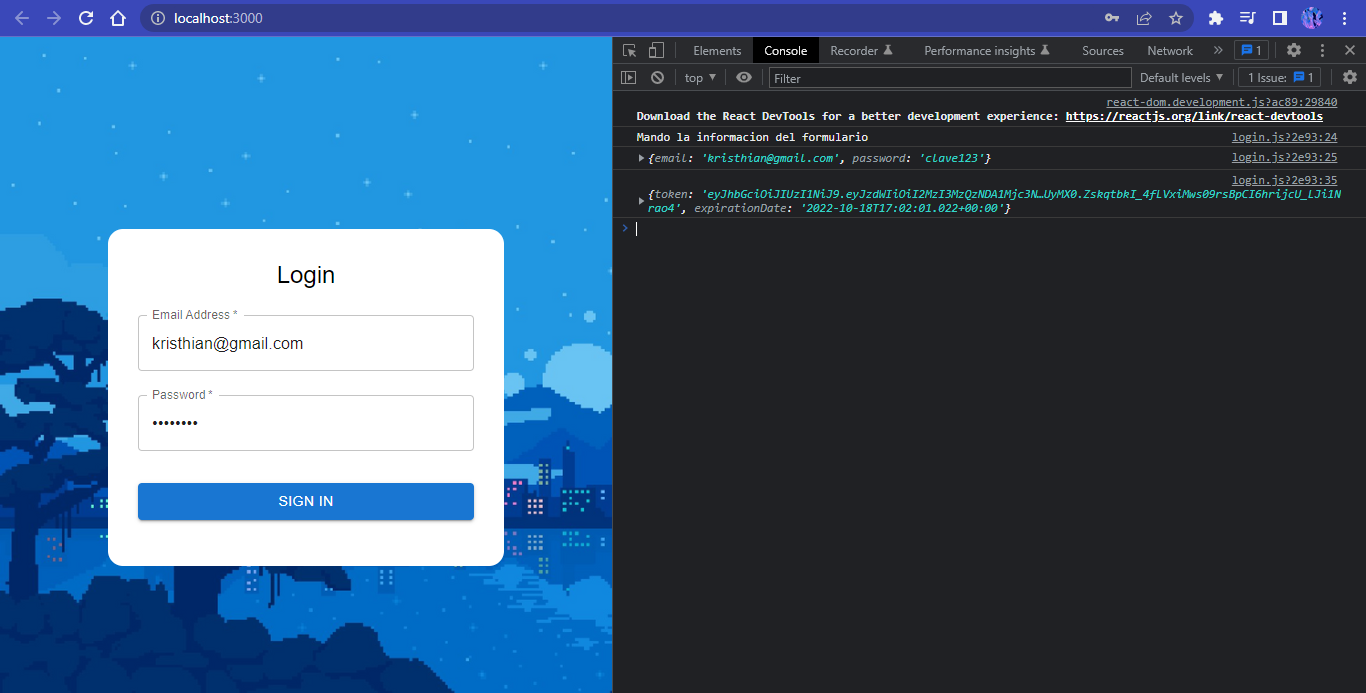 localhost:3000
Elements
Console
Recorder
Performance insights
Sources
Network
1
top
Filter
Default levels
1 Issue:
1
react-dom.development.js?ac89:29840
Download the React DevTools for a better development experience: https://reactjs.org/link/react-devtools
Mando la informacion del formulario
login.js?2e93:24
{email: 'kristhian@gmail.com', password: 'clave123'}
login.js?2e93:25
login.js?2e93:35
{token: 'eyJhbGciOiJIUzI1NiJ9.eyJzdWIiOiI2MzI3MzQzNDA1Mjc3N…UyMX0.ZskqtbkI_4fLVxiMws09rsBpCI6hrijcU_LJi1N
rao4', expirationDate: '2022-10-18T17:02:01.022+00:00'}
Login
Email Address *
kristhian@gmail.com
Password *
••••••••
SIGN IN